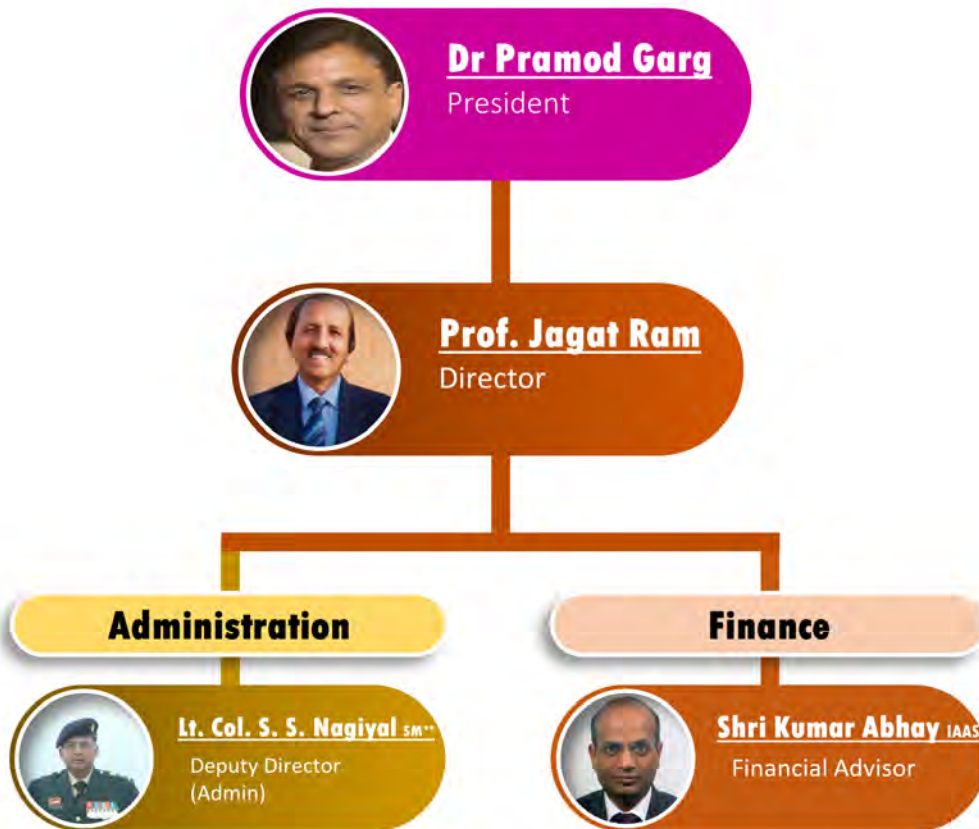 Dr Pramod Garg
President
Prof. Jagat Ram
Director
Administration
Finance
Lt. Col. S. S. Nagiyal SM**
Deputy Director
(Admin)
Shri Kumar Abhay IAAS
Financial Advisor